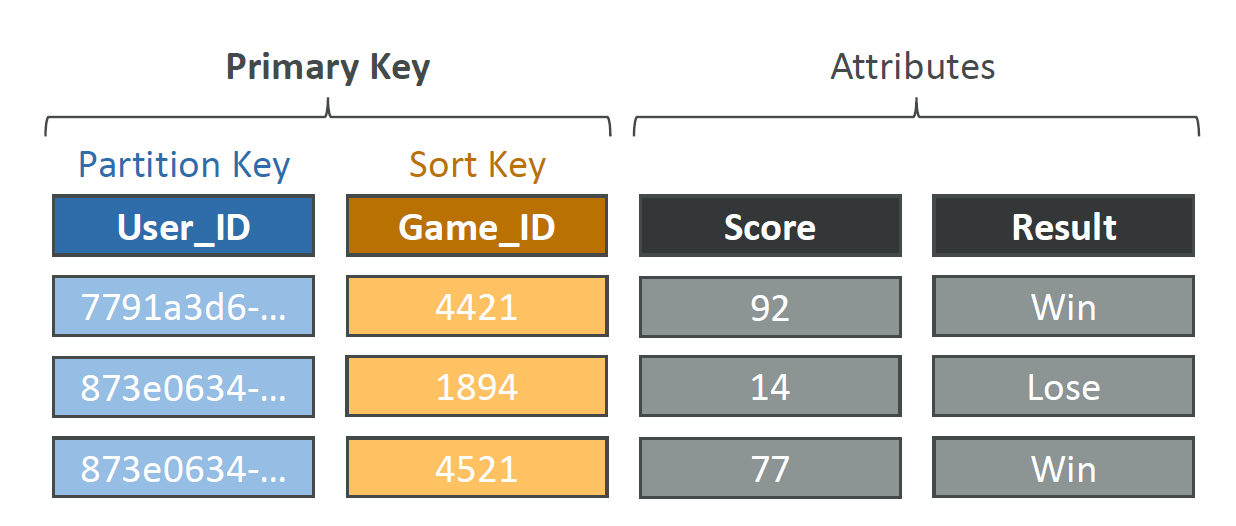 Primary Key Attributes
Partition Key Sort Key
User_ID Game_ID Score Result
7791a3d6-... 4421 92 Win
873e0634-... 1894 14 Lose
873e0634-... 4521 77 Win